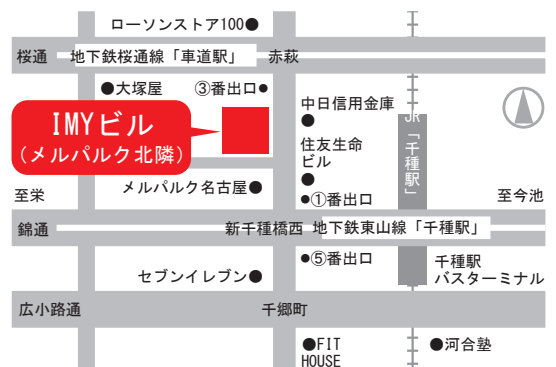 ローソンストア100●
桜通
地下鉄桜通線「車道駅」
赤萩
●大塚屋
③番出口●
IMYビル
(メルパルク北隣)
中日信用金庫
●
住友生命
ビル
●
●①番出口
JR「千種駅」
メルパルク名古屋●
至栄
至今池
錦通
新千種橋西
地下鉄東山線「千種駅」
●⑤番出口
千種駅
バスターミナル
セブンイレブン●
広小路通
千郷町
●FIT
HOUSE
●河合塾